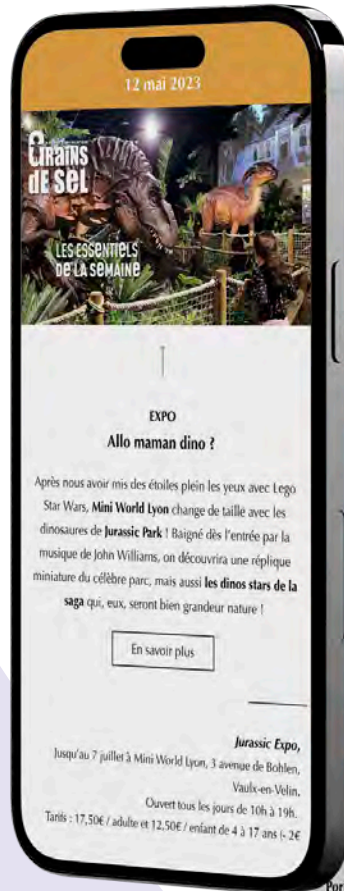 12 mai 2023
GRAINS
DE SEL
LES ESSENTIELS
DE LA SEMAINE
EXPO
Allo maman dino ?
Après nous avoir mis des étoiles plein les yeux avec Lego
Star Wars, Mini World Lyon change de taille avec les
dinosaures de Jurassic Park ! Baigné dès l'entrée par la
musique de John Williams, on découvrira une réplique
miniature du célèbre parc, mais aussi les dinos stars de la
saga qui, eux, seront bien grandeur nature !
En savoir plus
Jurassic Expo,
Jusqu'au 7 juillet à Mini World Lyon, 3 avenue de Bohlen,
Vaulx-en-Velin.
Ouvert tous les jours de 10h à 19h.
Tarifs : 17,50€ / adulte et 12,50€ / enfant de 4 à 17 ans (- 2€
Por